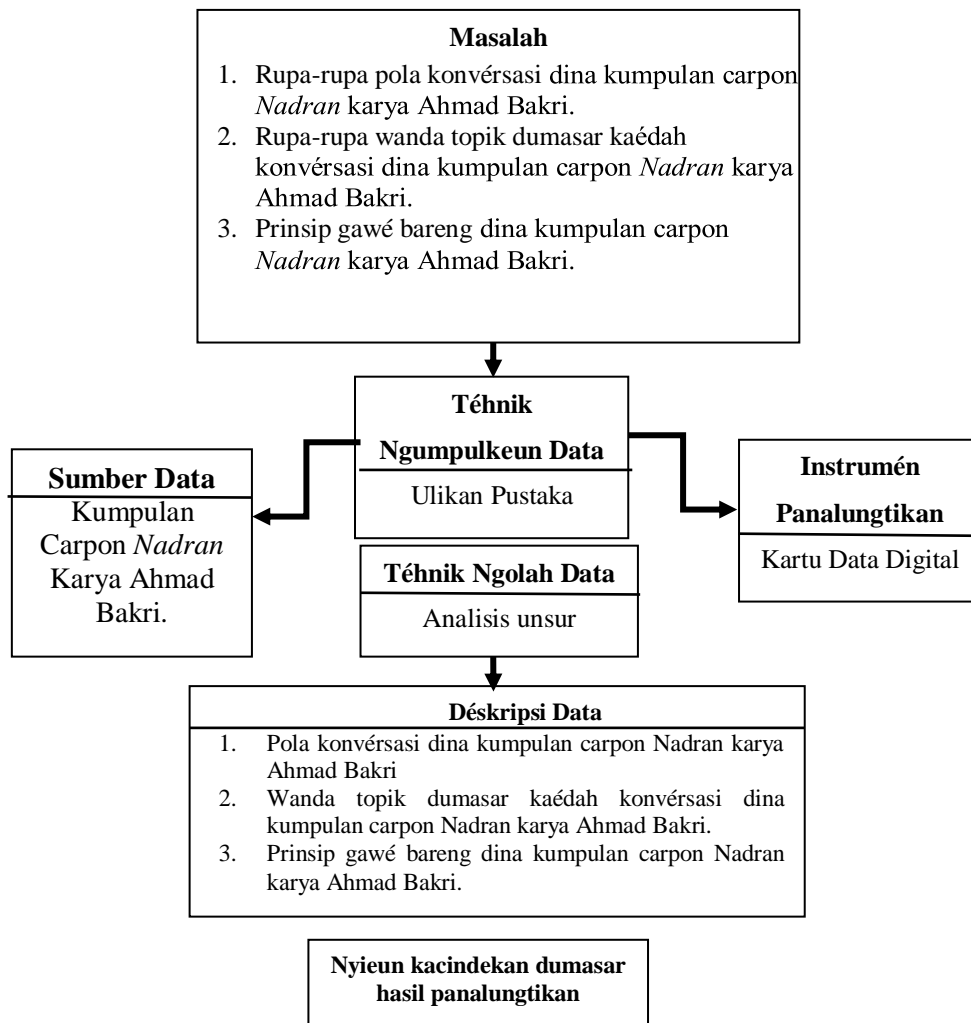 Masalah
1. Rupa-rupa pola konvérsasi dina kumpulan carpon
Nadran karya Ahmad Bakri.
2. Rupa-rupa wanda topik dumasar kaédah
konvérsasi dina kumpulan carpon Nadran karya
Ahmad Bakri.
3. Prinsip gawé bareng dina kumpulan carpon
Nadran karya Ahmad Bakri.
Téhnik
Ngumpulkeun Data
Ulikan Pustaka
Sumber Data
Kumpulan
Carpon Nadran
Karya Ahmad
Bakri.
Instrumén
Panalungtikan
Kartu Data Digital
Téhnik Ngolah Data
Analisis unsur
Déskripsi Data
1. Pola konvérsasi dina kumpulan carpon Nadran karya
Ahmad Bakri
2. Wanda topik dumasar kaédah konvérsasi dina
kumpulan carpon Nadran karya Ahmad Bakri.
3. Prinsip gawé bareng dina kumpulan carpon Nadran
karya Ahmad Bakri.
Nyieun kacindekan dumasar
hasil panalungtikan